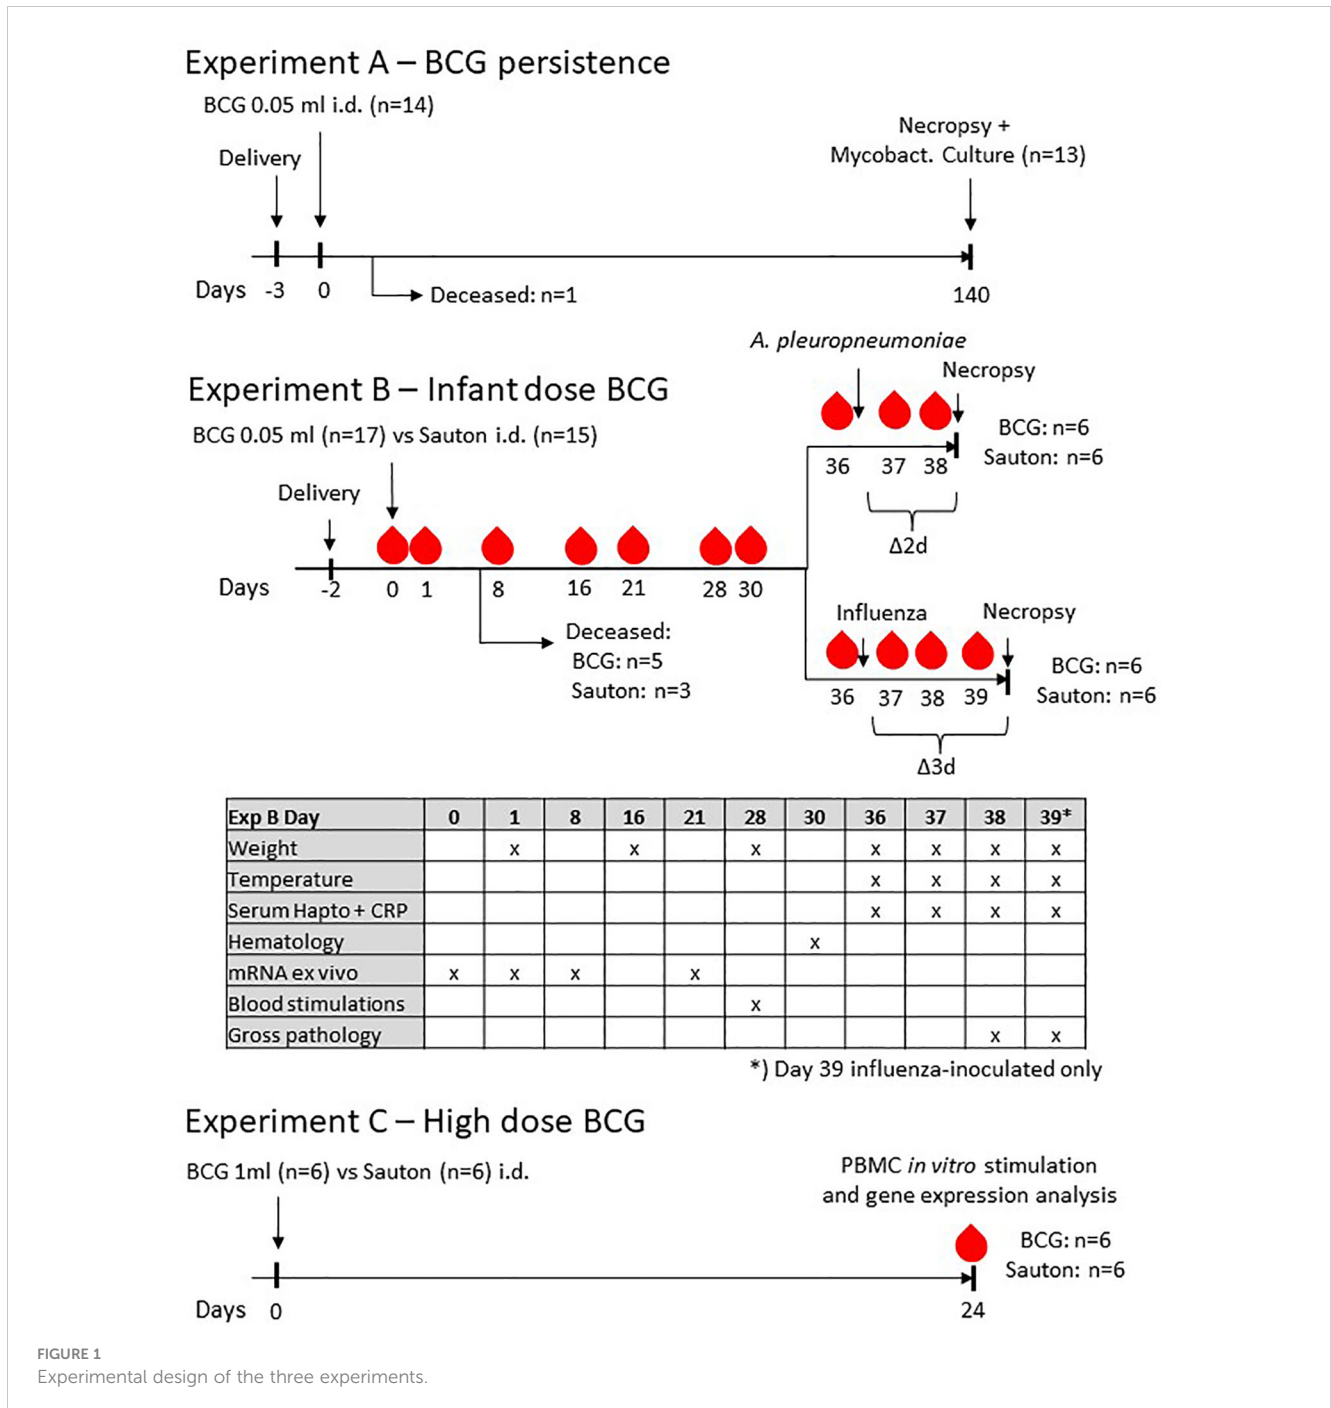 Experiment A – BCG persistence
BCG 0.05 ml i.d. (n=14)
Delivery
Necropsy +
Mycobact. Culture (n=13)
Days -3 0 140
Deceased: n=1
Experiment B – Infant dose BCG
BCG 0.05 ml (n=17) vs Sauton i.d. (n=15)
Delivery
Days -2 0 1 8 16 21 28 30
Deceased:
BCG: n=5
Sauton: n=3
A. pleuropneumoniae
Necropsy
36 37 38
BCG: n=6
Sauton: n=6
Δ2d
Influenza Necropsy
36 37 38 39
BCG: n=6
Sauton: n=6
Δ3d
Exp B Day 0 1 8 16 21 28 30 36 37 38 39*
Weight x x x x x x x
Temperature x x x x
Serum Hapto + CRP x x x x
Hematology x
mRNA ex vivo x x x x
Blood stimulations x
Gross pathology x x
*) Day 39 influenza-inoculated only
Experiment C – High dose BCG
BCG 1ml (n=6) vs Sauton (n=6) i.d.
PBMC in vitro stimulation
and gene expression analysis
BCG: n=6
Sauton: n=6
Days 0 24
FIGURE 1
Experimental design of the three experiments.